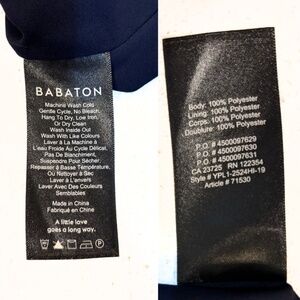 BABATON
Machine Wash Cold
Gentle Cycle, No Bleach,
Hang To Dry, Low Iron,
Or Dry Clean
Wash Inside Out
Wash With Like Colours
Laver À La Machine À
L'eau Froide Au Cycle Délicat,
Pas De Blanchiment,
Suspendre Pour Sécher,
Repasser À Basse Température,
Ou Nettoyer À Sec
Laver À L'envers
Laver Avec Des Couleurs
Semblables
Made in China
Fabriqué en Chine
A little love
goes a long way.
Body: 100% Polyester
Lining: 100% Polyester
Corps: 100% Polyester
Doublure: 100% Polyester
P.O. # 4500097629
P.O. # 4500097630
P.O. # 4500097631
CA 23725 RN 122354
Style # YPL1-2524HI-19
Article # 71530